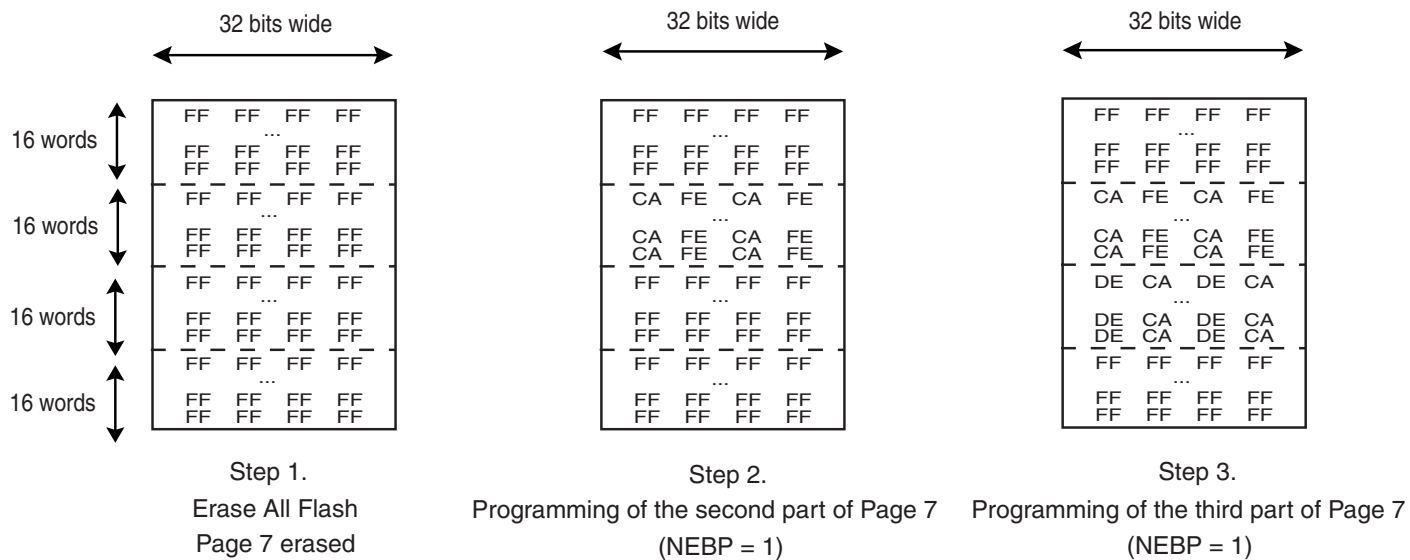 32 bits wide
16 words
FF FF FF FF
...
FF FF FF FF
FF FF FF FF
16 words
FF FF FF FF
...
FF FF FF FF
FF FF FF FF
16 words
FF FF FF FF
...
FF FF FF FF
FF FF FF FF
16 words
FF FF FF FF
...
FF FF FF FF
FF FF FF FF
Step 1.
Erase All Flash
Page 7 erased
32 bits wide
FF FF FF FF
...
FF FF FF FF
FF FF FF FF
CA FE CA FE
...
CA FE CA FE
CA FE CA FE
FF FF FF FF
...
FF FF FF FF
FF FF FF FF
FF FF FF FF
...
FF FF FF FF
FF FF FF FF
Step 2.
Programming of the second part of Page 7
(NEBP = 1)
32 bits wide
FF FF FF FF
...
FF FF FF FF
FF FF FF FF
CA FE CA FE
...
CA FE CA FE
CA FE CA FE
DE CA DE CA
...
DE CA DE CA
DE CA DE CA
FF FF FF FF
...
FF FF FF FF
FF FF FF FF
Step 3.
Programming of the third part of Page 7
(NEBP = 1)